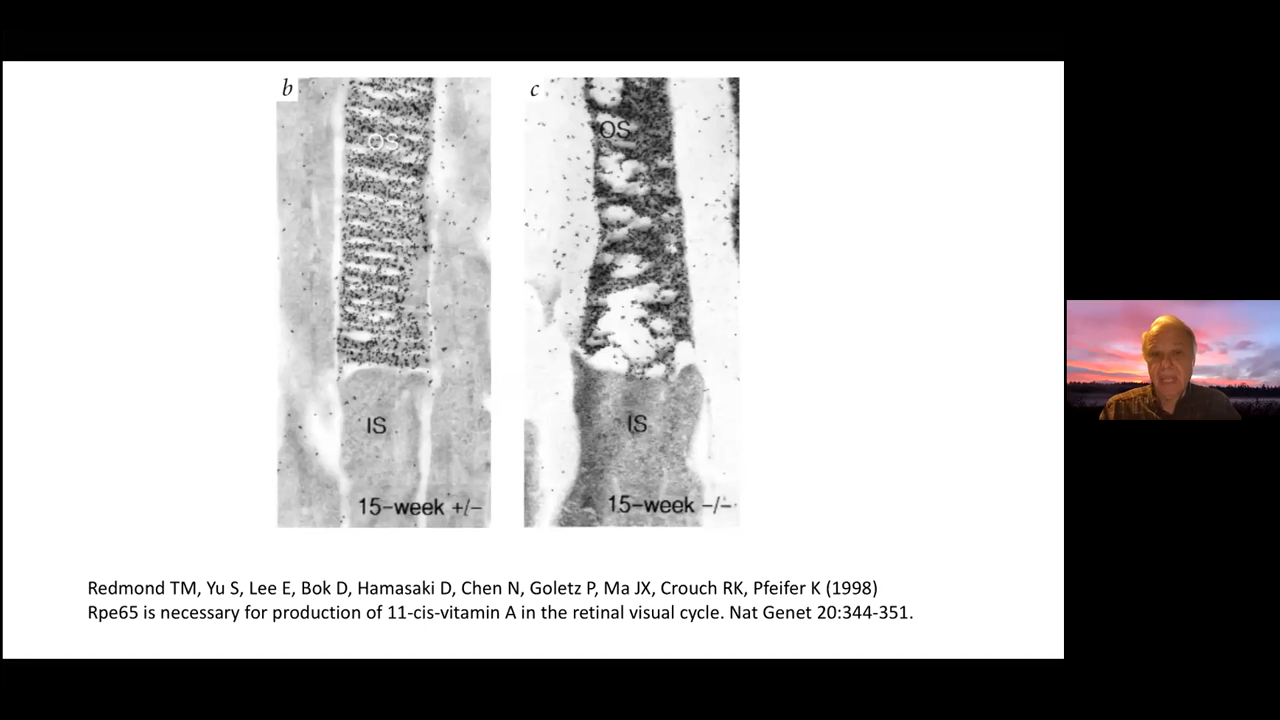 b
c
OS
OS
IS
IS
15-week +/-
15-week -/-
Redmond TM, Yu S, Lee E, Bok D, Hamasaki D, Chen N, Goletz P, Ma JX, Crouch RK, Pfeifer K (1998)
Rpe65 is necessary for production of 11-cis-vitamin A in the retinal visual cycle. Nat Genet 20:344-351.